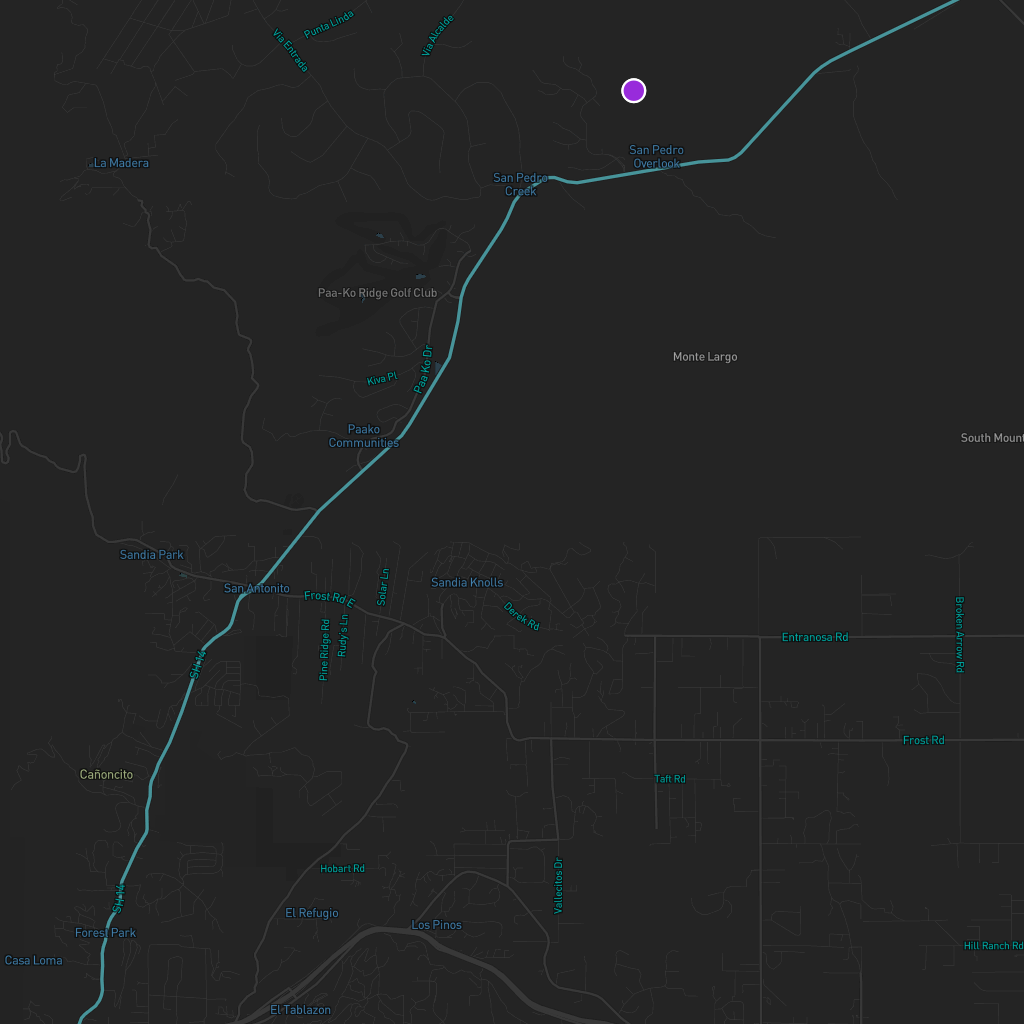 Punta Linda
Via Entrada
Via Alcalde
La Madera
San Pedro
Overlook
San Pedro
Creek
Paa-Ko Ridge Golf Club
Monte Largo
Paa Ko Dr
Kiva Pl
Paako
Communities
South Mount
Sandia Park
San Antonito
Sandia Knolls
Solar Ln
Frost Rd E
Derek Rd
Pine Ridge Rd
Rudy's Ln
Entranosa Rd
Broken Arrow Rd
SH 14
Frost Rd
Cañoncito
Taft Rd
Hobart Rd
Vallecitos Dr
SH 14
El Refugio
Los Pinos
Forest Park
Hill Ranch Rd
Casa Loma
El Tablazon